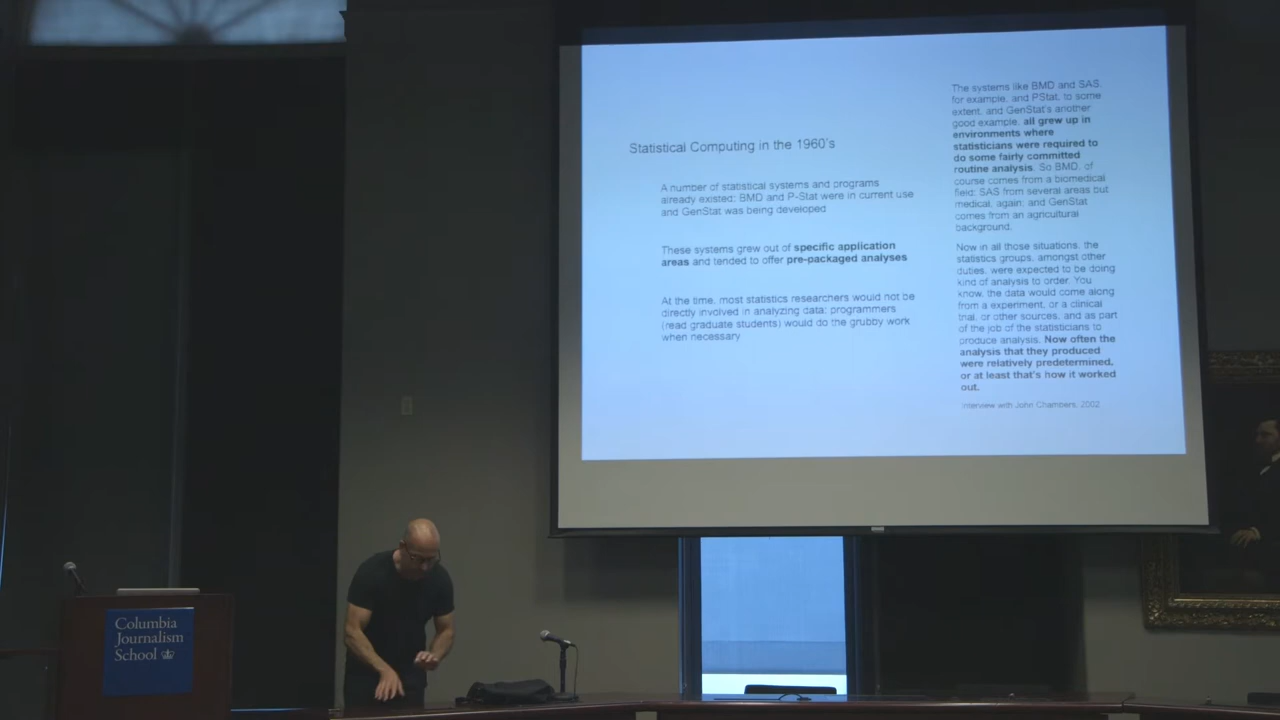 Statistical Computing in the 1960's
A number of statistical systems and programs
already existed: BMD and P-Stat were in current use
and GenStat was being developed
These systems grew out of specific application
areas and tended to offer pre-packaged analyses
At the time, most statistics researchers would not be
directly involved in analyzing data; programmers
(read graduate students) would do the grubby work
when necessary
The systems like BMD and SAS,
for example, and PStat, to some
extent, and GenStat's another
good example, all grew up in
environments where
statisticians were required to
do some fairly committed
routine analysis. So BMD, of
course comes from a biomedical
field; SAS from several areas but
medical, again; and GenStat
comes from an agricultural
background.
Now in all those situations, the
statistics groups, amongst other
duties, were expected to be doing
kind of analysis to order. You
know, the data would come along
from a experiment, or a clinical
trial, or other sources, and as part
of the job of the statisticians to
produce analysis. Now often the
analysis that they produced
were relatively predetermined,
or at least that's how it worked
out.
Interview with John Chambers, 2002
Columbia
Journalism
School